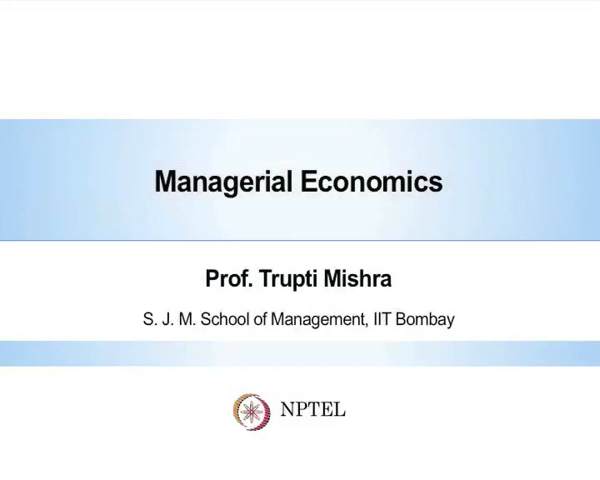 Managerial Economics
Prof. Trupti Mishra
S. J. M. School of Management, IIT Bombay
NPTEL